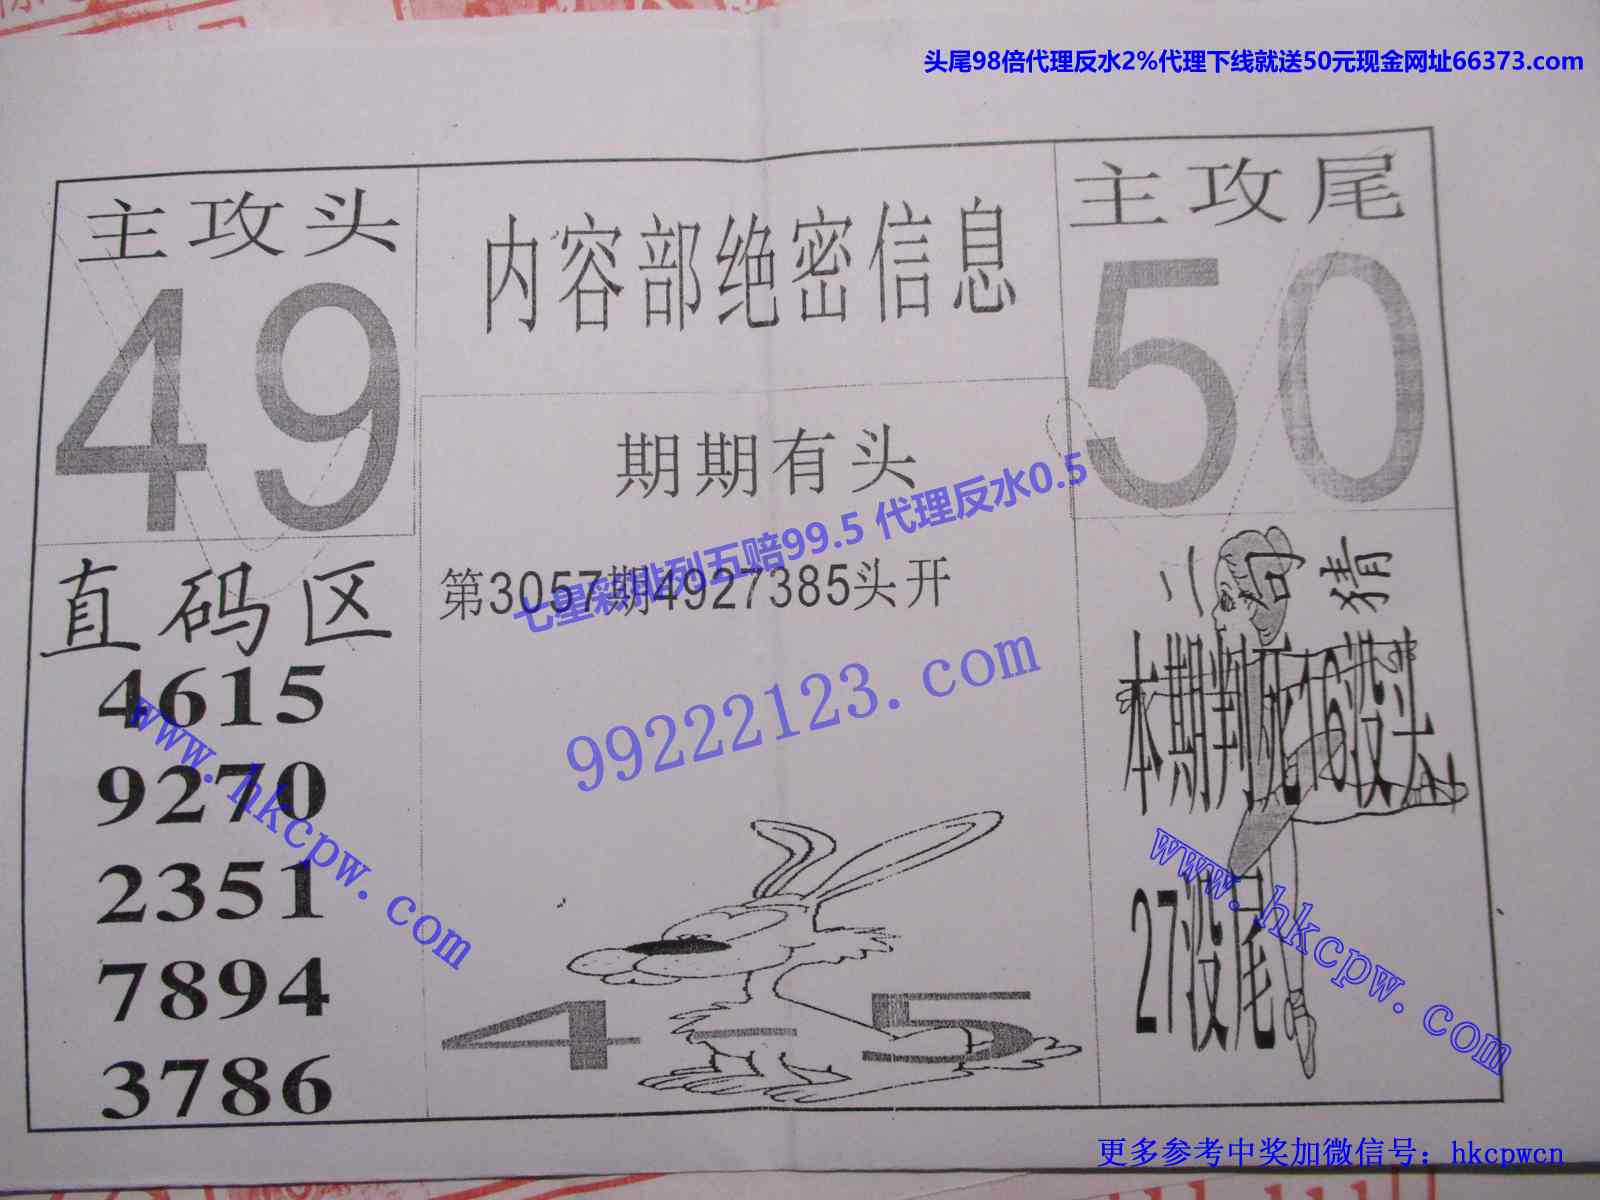 头尾98倍代理反水2%代理下线就送50元现金网址66373.com
主攻头
49
内容部绝密信息
主攻尾
50
期期有头
七星彩排列五赔99.5 代理反水0.5
第3057期4927385头开
99222123.com
直码区
4615
9270
2351
7894
3786
www.hkcpw.com
4-5
二句猜
本期判死16没头
27没尾
www.hkcpw.com
更多参考中奖加微信号：hkcpwcn